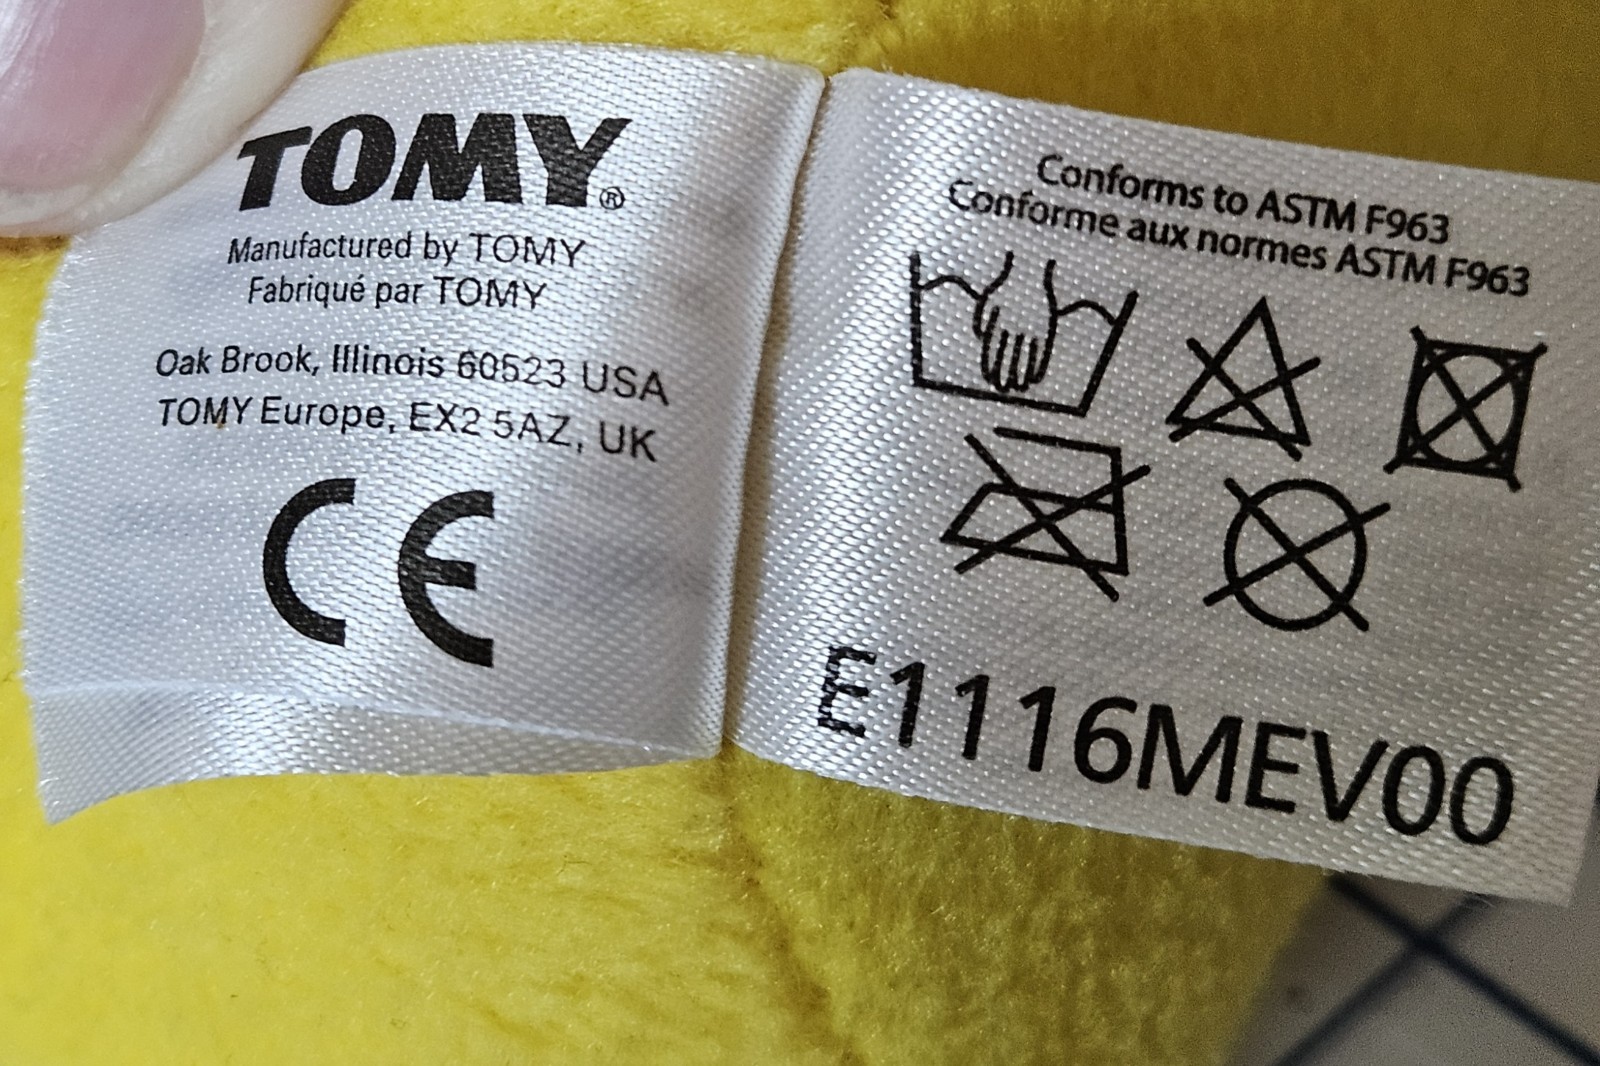 TOMY®
Manufactured by TOMY
Fabriqué par TOMY
Oak Brook, Illinois 60523 USA
TOMY Europe, EX2 5AZ, UK
CE
Conforms to ASTM F963
Conforme aux normes ASTM F963
E1116MEV00